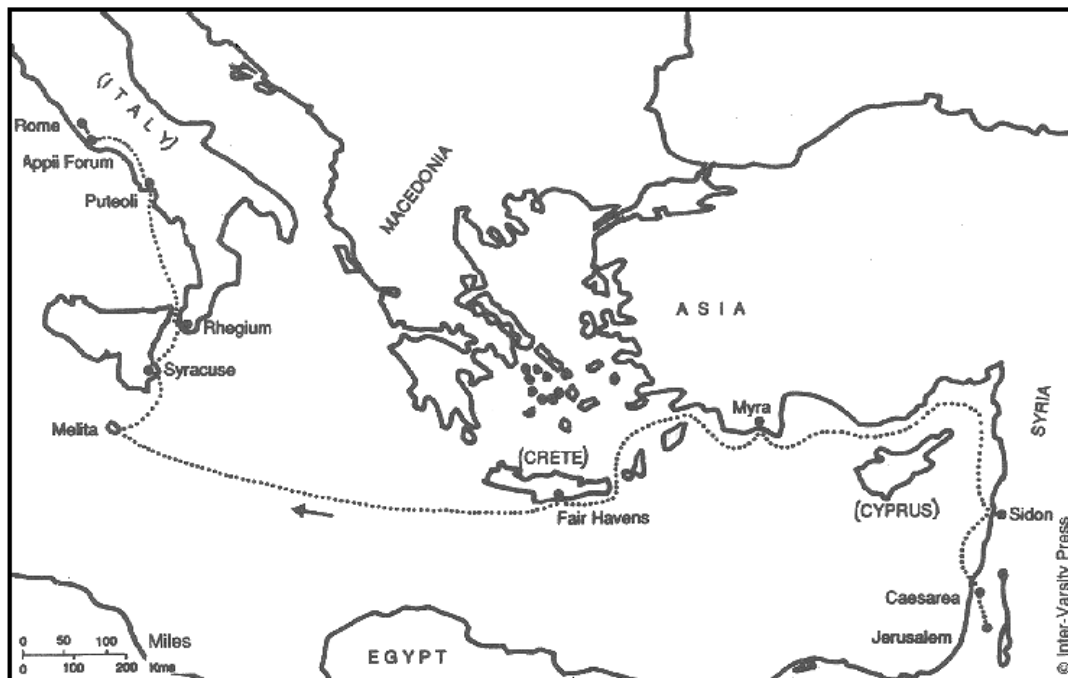 (ITALY)
Rome
Appii Forum
Puteoli
MACEDONIA
ASIA
Rhegium
Syracuse
Melita
Myra
SYRIA
(CRETE)
Fair Havens
(CYPRUS)
Sidon
Caesarea
Jerusalem
EGYPT
0 50 100 Miles
0 100 200 Kms
© Inter-Varsity Press